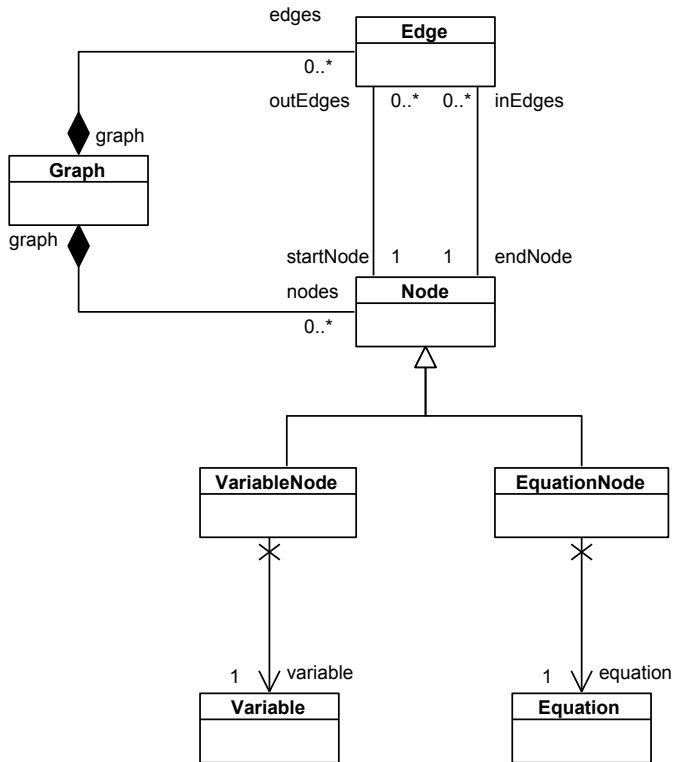 edges
Edge
0..*
outEdges 0..* 0..* inEdges
graph
Graph
graph
startNode 1 1 endNode
nodes
Node
0..*
VariableNode
EquationNode
1 variable
1 equation
Variable
Equation